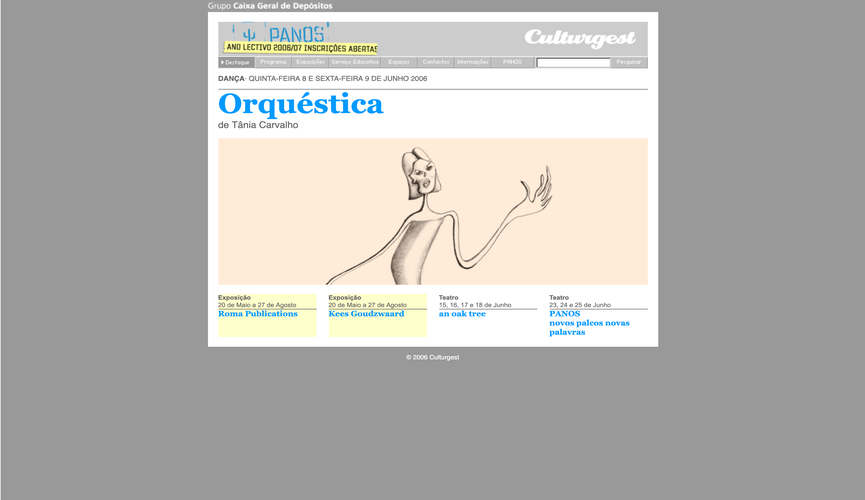 Grupo Caixa Geral de Depósitos
PANOS
ANO LECTIVO 2006/07 INSCRIÇÕES ABERTAS
Culturgest
Destaque Programa Exposições Serviço Educativo Espaços Contactos Informações PANOS Pesquisar
DANÇA· QUINTA-FEIRA 8 E SEXTA-FEIRA 9 DE JUNHO 2006
Orquéstica
de Tânia Carvalho
Exposição
20 de Maio a 27 de Agosto
Roma Publications
Exposição
20 de Maio a 27 de Agosto
Kees Goudzwaard
Teatro
15, 16, 17 e 18 de Junho
an oak tree
Teatro
23, 24 e 25 de Junho
PANOS
novos palcos novas
palavras
© 2006 Culturgest